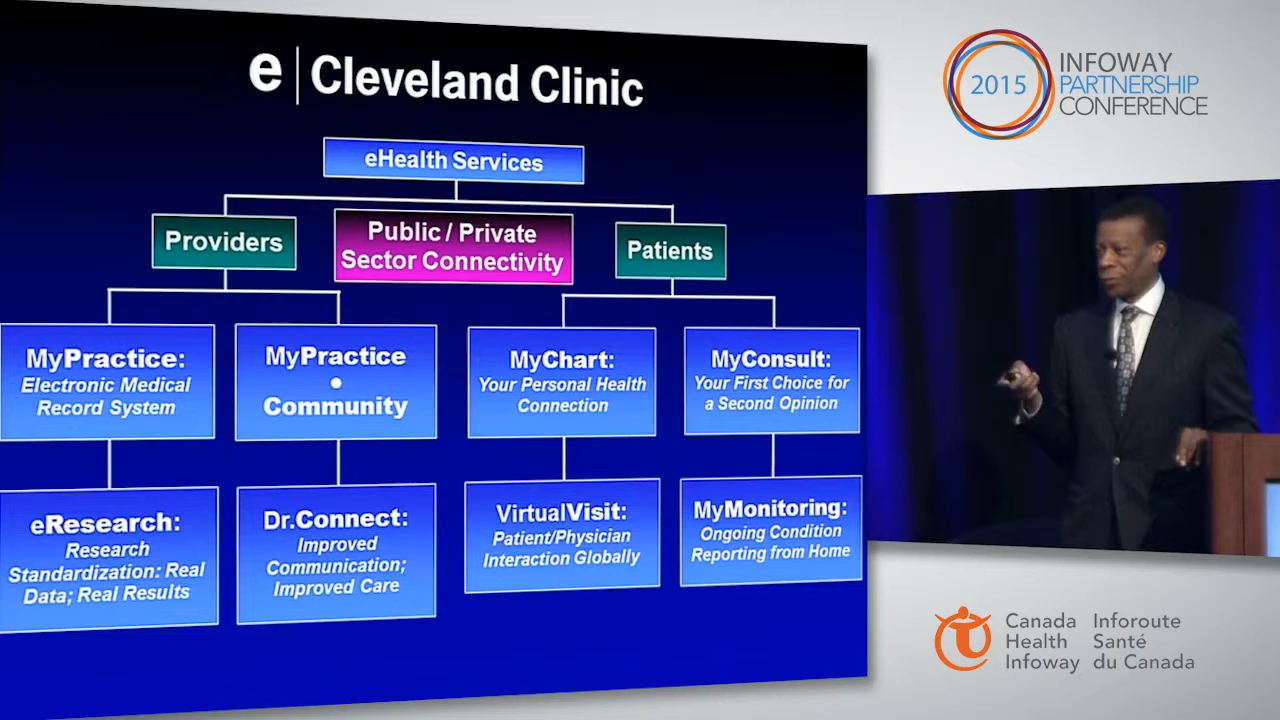 e | Cleveland Clinic
eHealth Services
Providers
Public / Private
Sector Connectivity
Patients
MyPractice:
Electronic Medical
Record System
MyPractice
•
Community
MyChart:
Your Personal Health
Connection
MyConsult:
Your First Choice for
a Second Opinion
eResearch:
Research
Standardization: Real
Data; Real Results
Dr.Connect:
Improved
Communication;
Improved Care
VirtualVisit:
Patient/Physician
Interaction Globally
MyMonitoring:
Ongoing Condition
Reporting from Home
2015
INFOWAY
PARTNERSHIP
CONFERENCE
Canada
Health
Infoway
Inforoute
Santé
du Canada